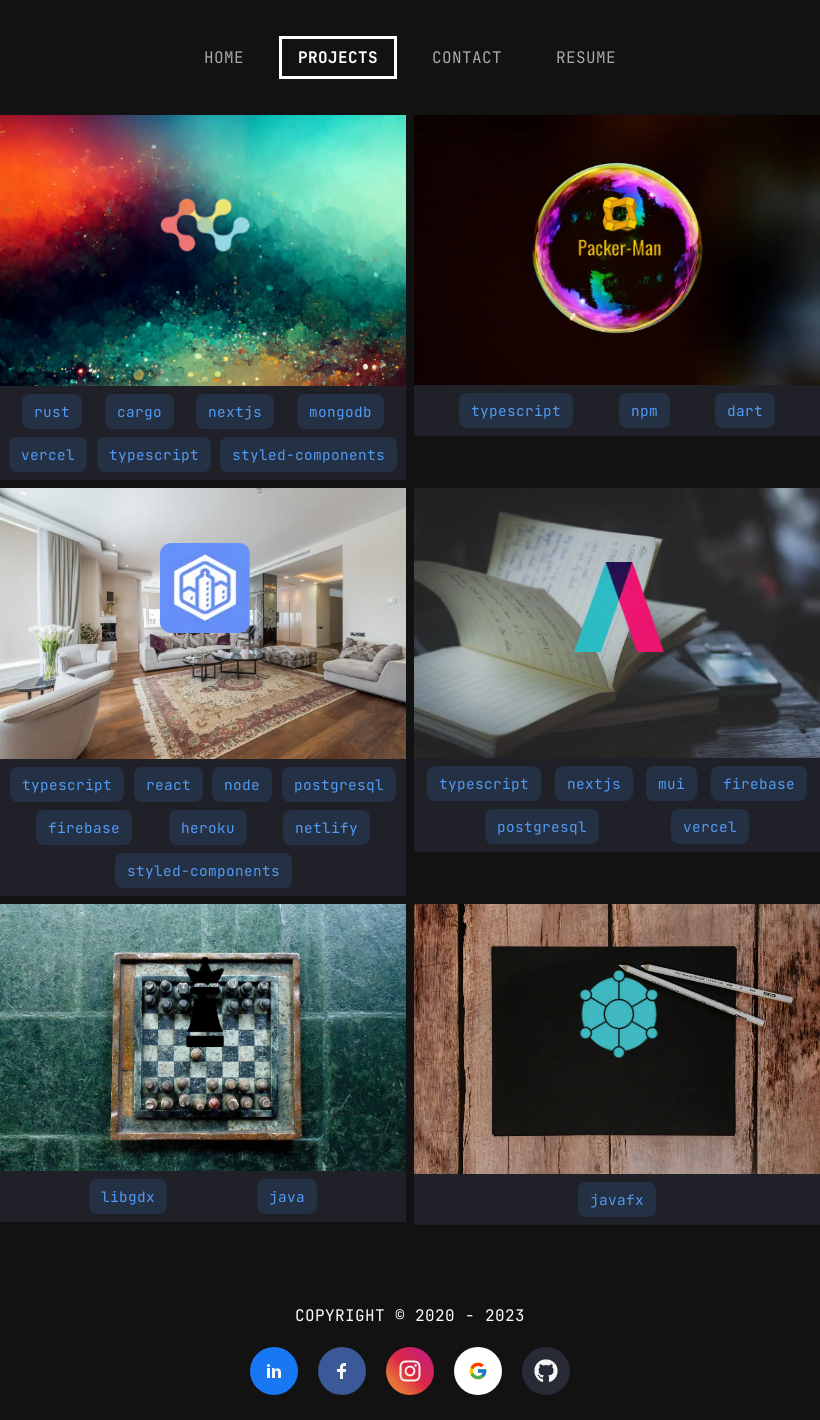 HOME PROJECTS CONTACT RESUME
Packer-Man
rust cargo nextjs mongodb
vercel typescript styled-components
typescript npm dart
typescript react node postgresql
firebase heroku netlify
styled-components
typescript nextjs mui firebase
postgresql vercel
libgdx java
javafx
COPYRIGHT © 2020 - 2023
in f G